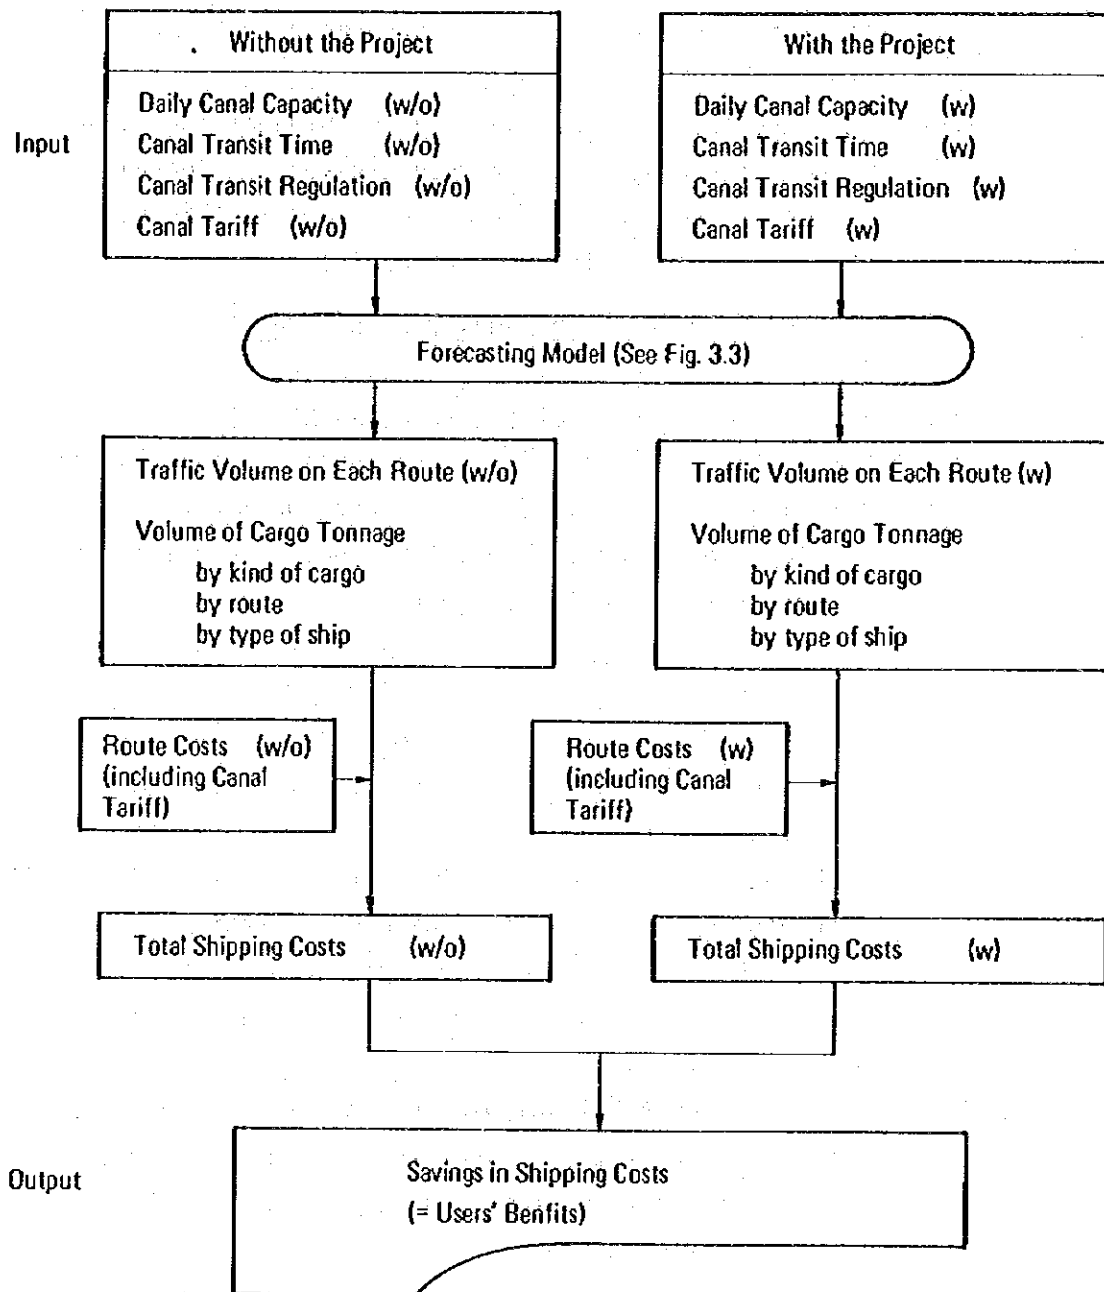 Without the Project
Daily Canal Capacity (w/o)
Canal Transit Time (w/o)
Canal Transit Regulation (w/o)
Canal Tariff (w/o)
With the Project
Daily Canal Capacity (w)
Canal Transit Time (w)
Canal Transit Regulation (w)
Canal Tariff (w)
Input
Forecasting Model (See Fig. 3.3)
Traffic Volume on Each Route (w/o)
Volume of Cargo Tonnage
by kind of cargo
by route
by type of ship
Traffic Volume on Each Route (w)
Volume of Cargo Tonnage
by kind of cargo
by route
by type of ship
Route Costs (w/o)
(including Canal
Tariff)
Route Costs (w)
(including Canal
Tariff)
Total Shipping Costs (w/o)
Total Shipping Costs (w)
Output
Savings in Shipping Costs
(= Users' Benfits)